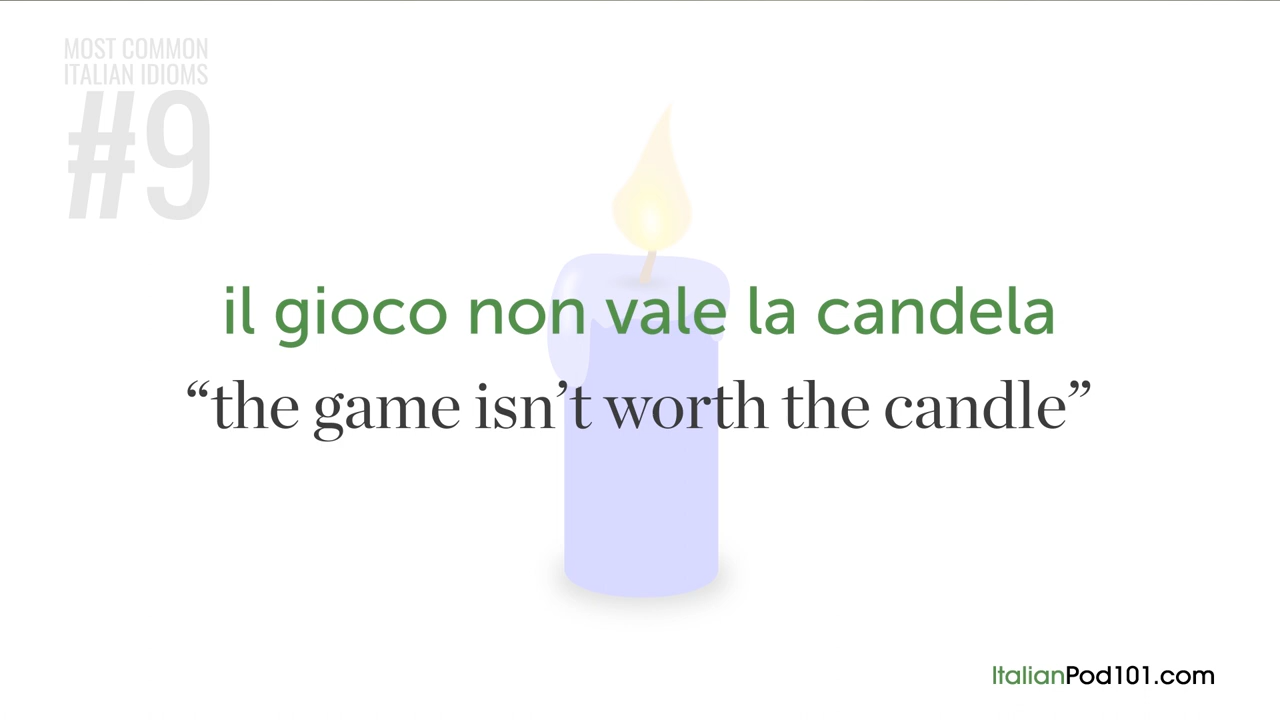 MOST COMMON
ITALIAN IDIOMS
#9
il gioco non vale la candela
“the game isn’t worth the candle”
ItalianPod101.com